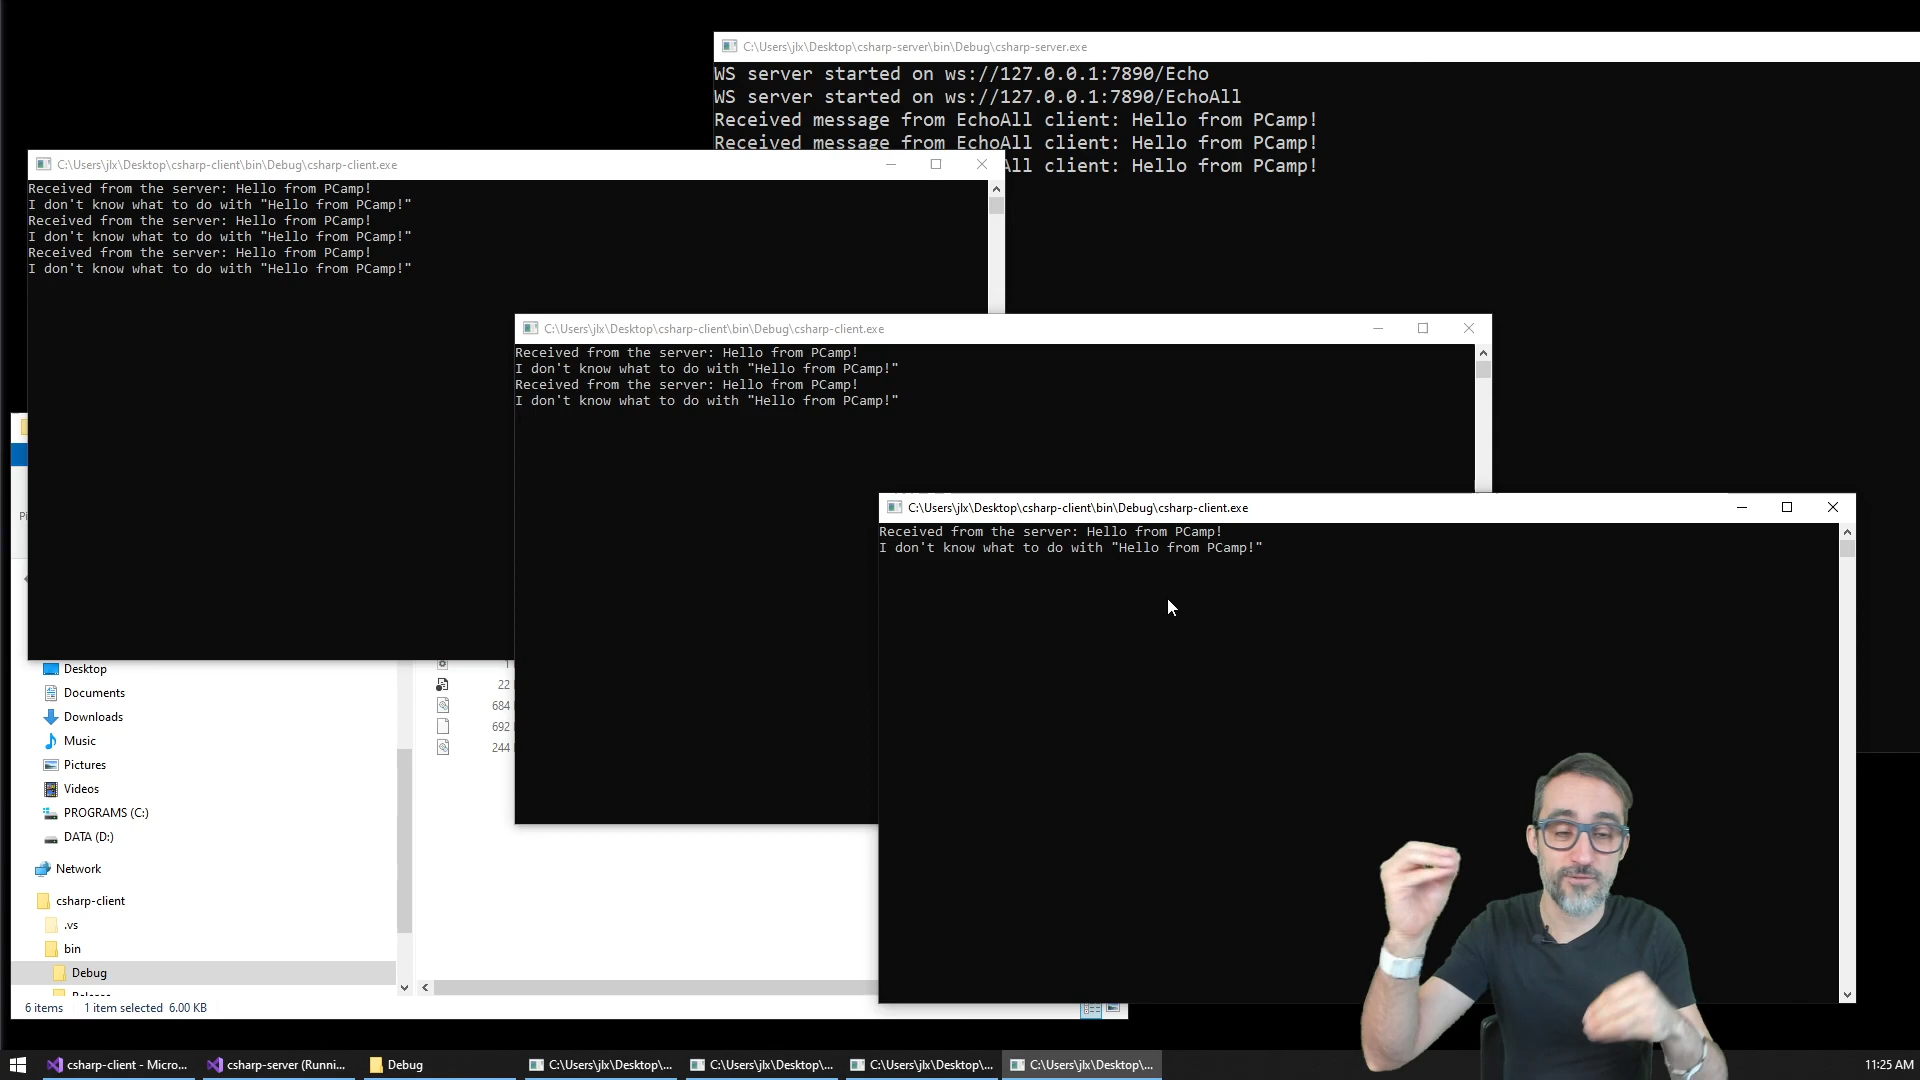 C:\Users\jlx\Desktop\csharp-server\bin\Debug\csharp-server.exe
WS server started on ws://127.0.0.1:7890/Echo
WS server started on ws://127.0.0.1:7890/EchoAll
Received message from EchoAll client: Hello from PCamp!
Received message from EchoAll client: Hello from PCamp!
All client: Hello from PCamp!
C:\Users\jlx\Desktop\csharp-client\bin\Debug\csharp-client.exe
Received from the server: Hello from PCamp!
I don't know what to do with "Hello from PCamp!"
Received from the server: Hello from PCamp!
I don't know what to do with "Hello from PCamp!"
Received from the server: Hello from PCamp!
I don't know what to do with "Hello from PCamp!"
C:\Users\jlx\Desktop\csharp-client\bin\Debug\csharp-client.exe
Received from the server: Hello from PCamp!
I don't know what to do with "Hello from PCamp!"
Received from the server: Hello from PCamp!
I don't know what to do with "Hello from PCamp!"
C:\Users\jlx\Desktop\csharp-client\bin\Debug\csharp-client.exe
Received from the server: Hello from PCamp!
I don't know what to do with "Hello from PCamp!"
Pi
Desktop
Documents
Downloads
Music
Pictures
Videos
PROGRAMS (C:)
DATA (D:)
Network
csharp-client
.vs
bin
Debug
1
22
684
692
244
6 items 1 item selected 6.00 KB
csharp-client - Micro...
csharp-server (Runni...
Debug
C:\Users\jlx\Desktop\...
C:\Users\jlx\Desktop\...
C:\Users\jlx\Desktop\...
C:\Users\jlx\Desktop\...
11:25 AM